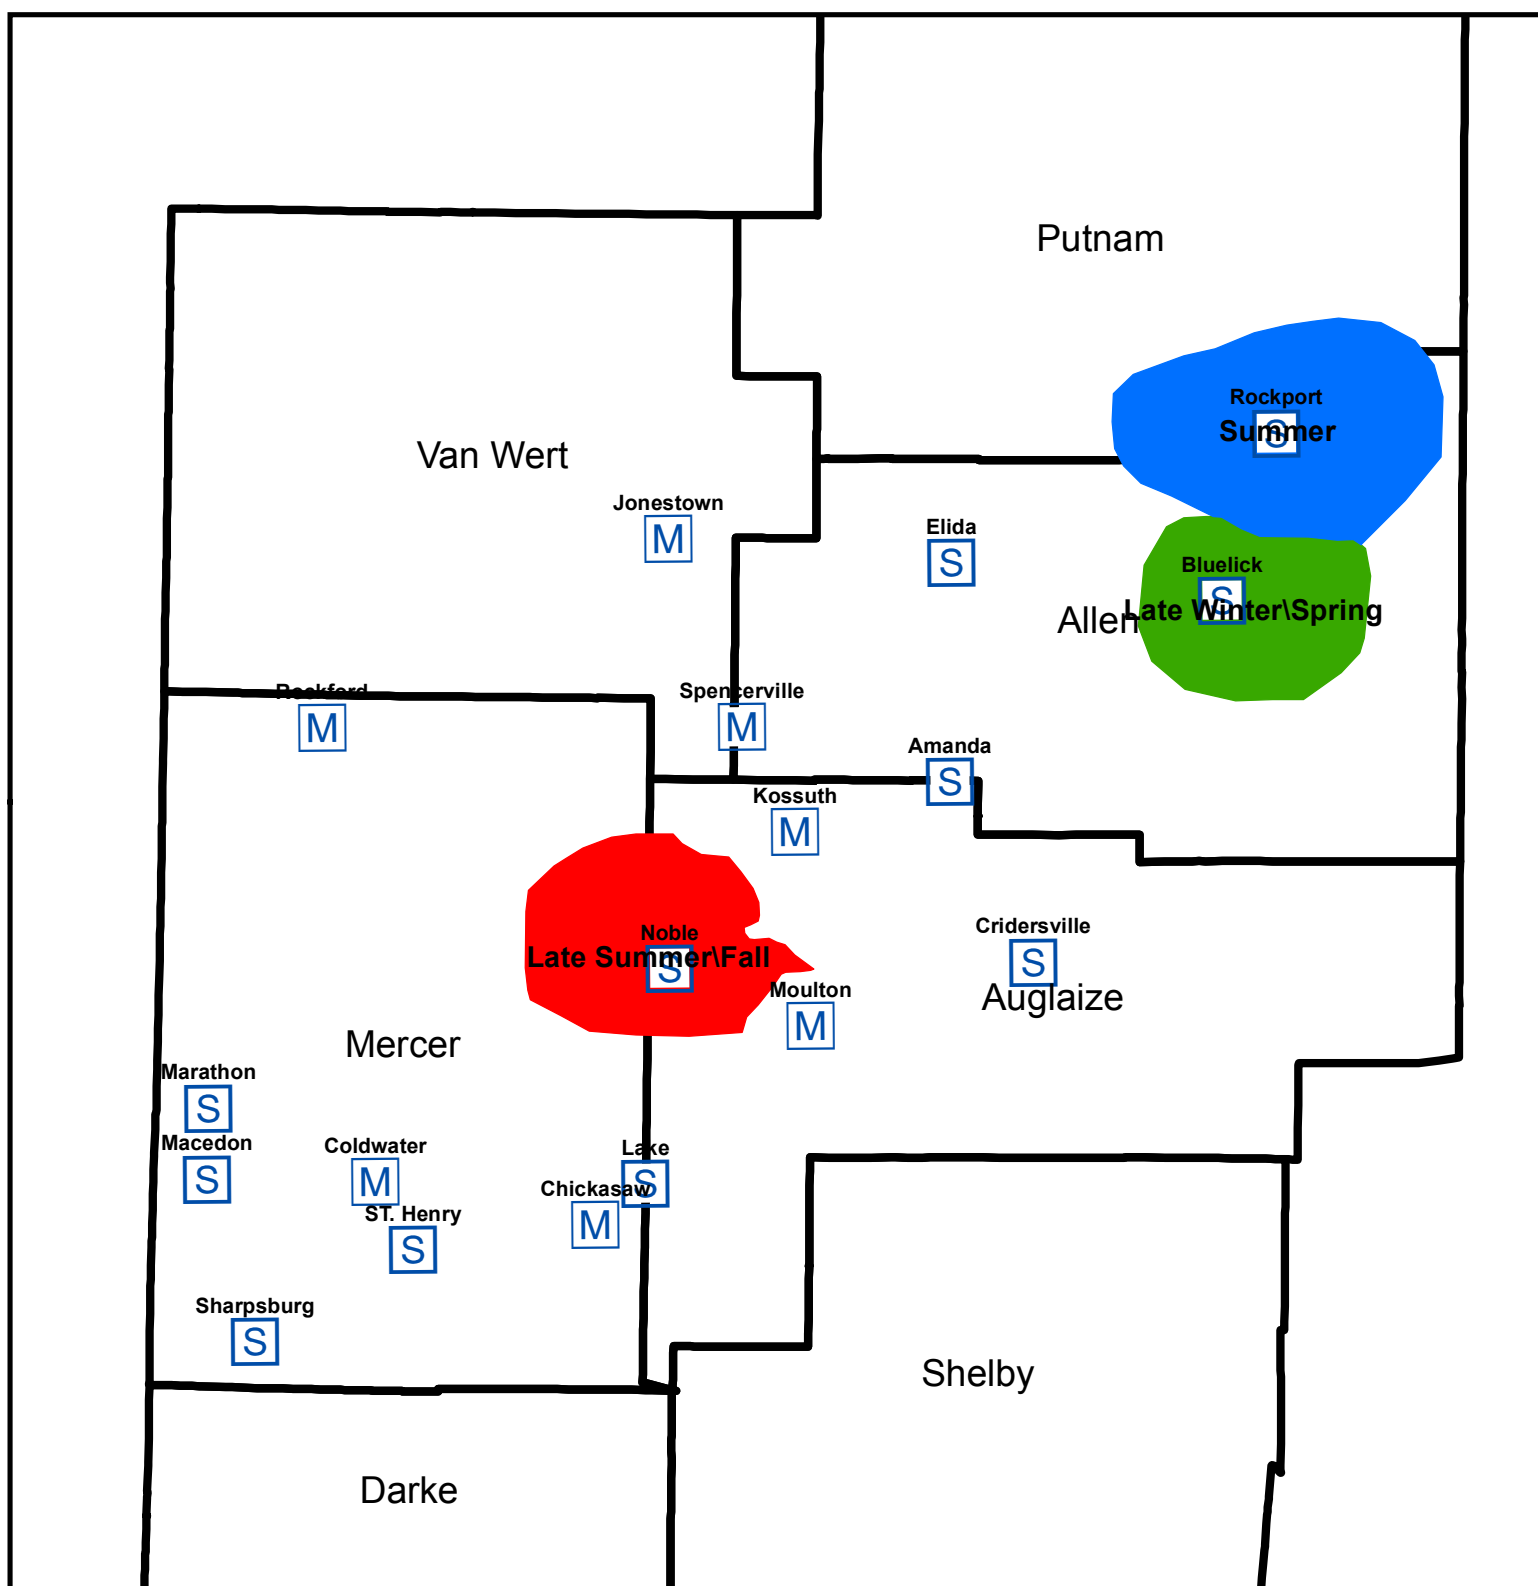 Putnam
Rockport
S
Summer
Van Wert
Jonestown
M
Elida
S
Bluelick
S
Late Winter\Spring
Allen
Rockford
M
Spencerville
M
Amanda
S
Kossuth
M
Noble
S
Late Summer\Fall
Cridersville
S
Auglaize
Moulton
M
Mercer
Marathon
S
Macedon
S
Coldwater
M
Lake
S
Chickasaw
M
ST. Henry
S
Sharpsburg
S
Shelby
Darke